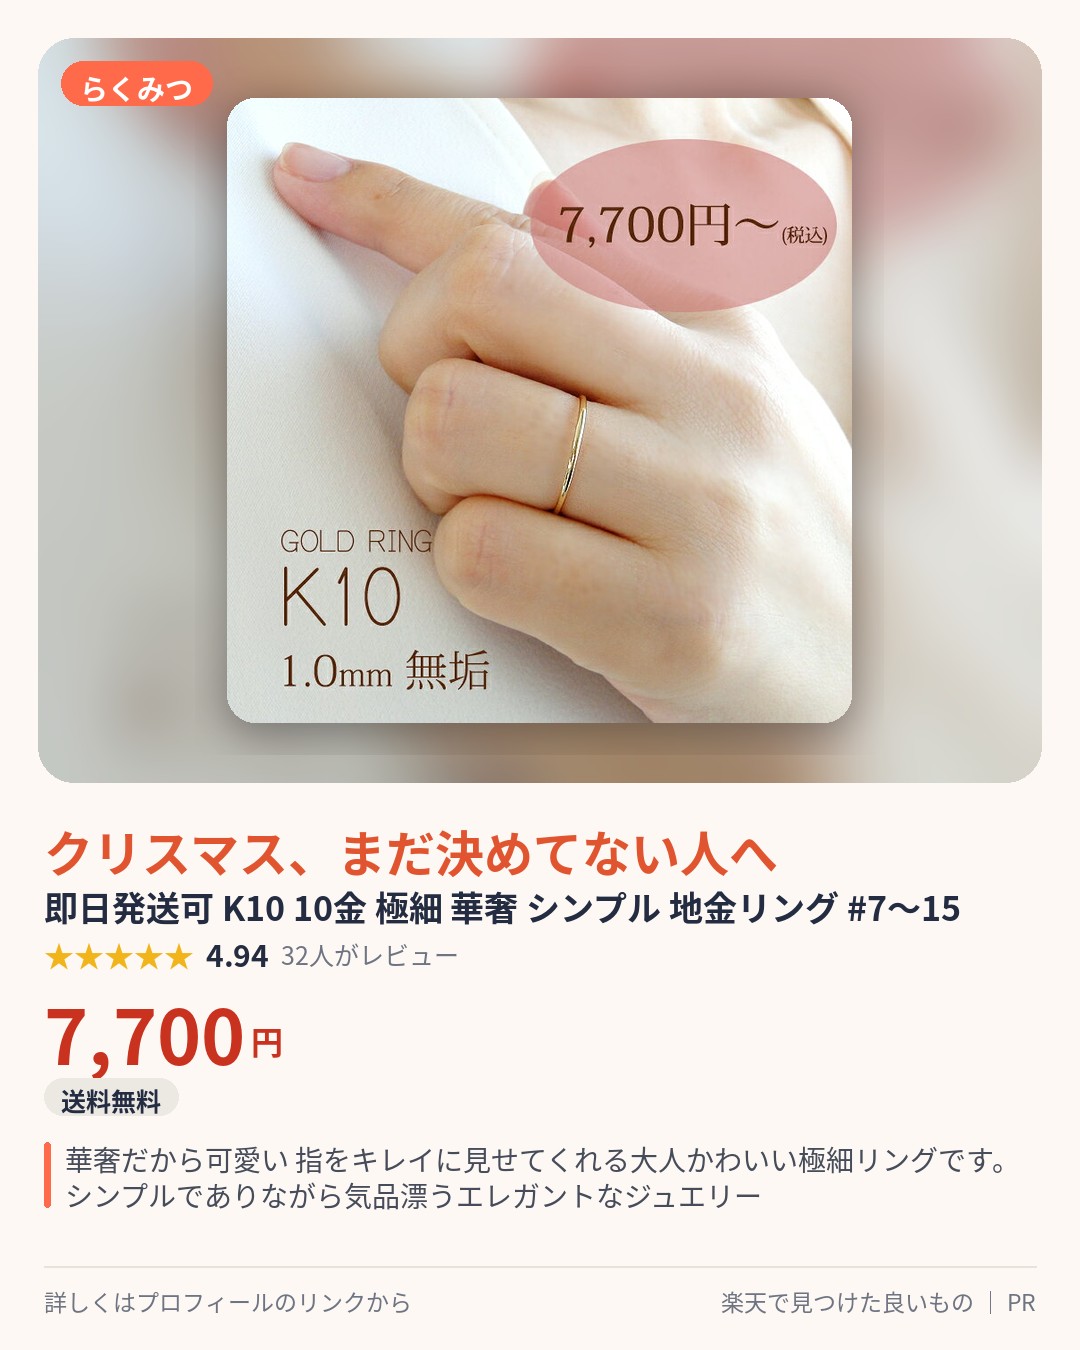 らくみつ
7,700円～(税込)
GOLD RING
K10
1.0mm 無垢
クリスマス、まだ決めてない人へ
即日発送可 K10 10金 極細 華奢 シンプル 地金リング #7～15
★★★★★ 4.94 32人がレビュー
7,700円
送料無料
華奢だから可愛い 指をキレイに見せてくれる大人かわいい極細リングです。
シンプルでありながら気品漂うエレガントなジュエリー
詳しくはプロフィールのリンクから
楽天で見つけた良いもの｜PR